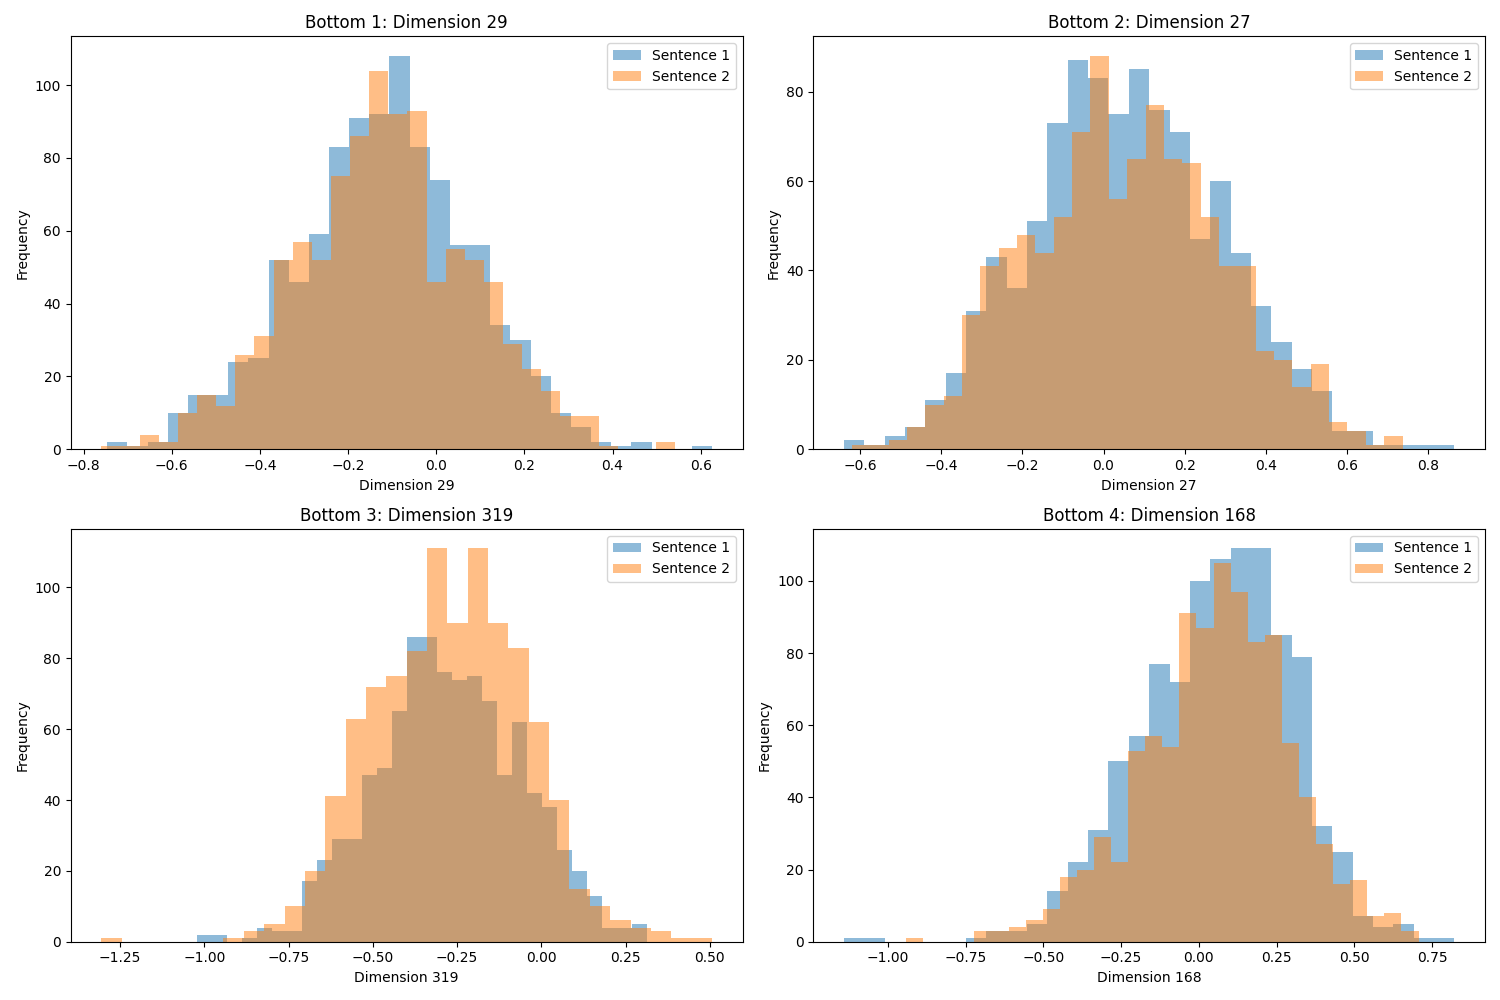 Bottom 1: Dimension 29
Sentence 1
Sentence 2
Frequency
100
80
60
40
20
0
−0.8 −0.6 −0.4 −0.2 0.0 0.2 0.4 0.6
Dimension 29
Bottom 2: Dimension 27
Sentence 1
Sentence 2
Frequency
80
60
40
20
0
−0.6 −0.4 −0.2 0.0 0.2 0.4 0.6 0.8
Dimension 27
Bottom 3: Dimension 319
Sentence 1
Sentence 2
Frequency
100
80
60
40
20
0
−1.25 −1.00 −0.75 −0.50 −0.25 0.00 0.25 0.50
Dimension 319
Bottom 4: Dimension 168
Sentence 1
Sentence 2
Frequency
100
80
60
40
20
0
−1.00 −0.75 −0.50 −0.25 0.00 0.25 0.50 0.75
Dimension 168